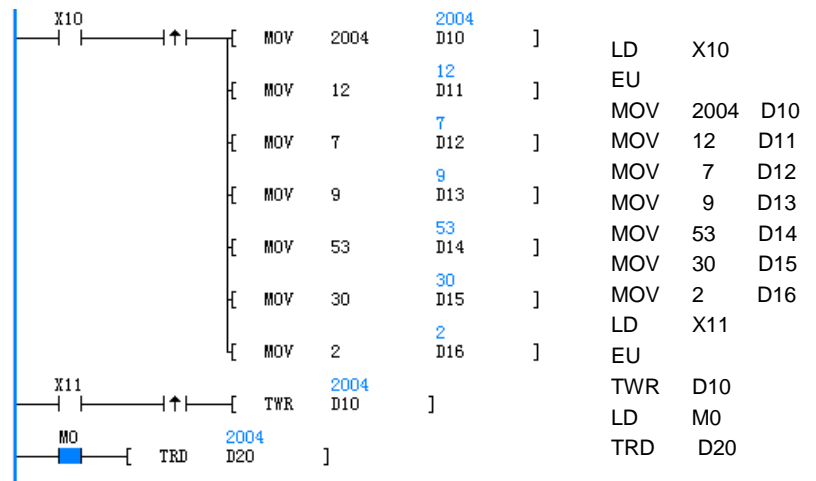 X10 2004
MOV 2004 D10
12
MOV 12 D11
7
MOV 7 D12
9
MOV 9 D13
53
MOV 53 D14
30
MOV 30 D15
2
MOV 2 D16
X11 2004
TWR D10
M0 2004
TRD D20
LD X10
EU
MOV 2004 D10
MOV 12 D11
MOV 7 D12
MOV 9 D13
MOV 53 D14
MOV 30 D15
MOV 2 D16
LD X11
EU
TWR D10
LD M0
TRD D20